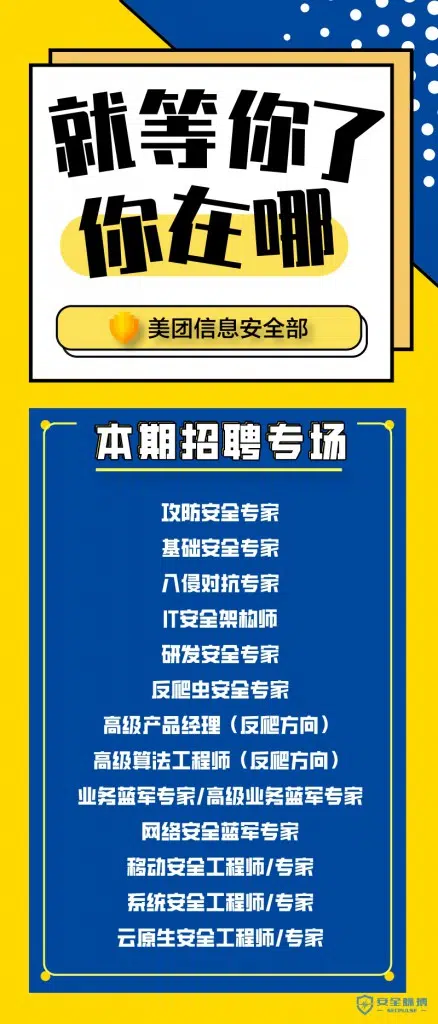 就等你了
你在哪
美团信息安全部
本期招聘专场
攻防安全专家
基础安全专家
入侵对抗专家
IT安全架构师
研发安全专家
反爬虫安全专家
高级产品经理（反爬方向）
高级算法工程师（反爬方向）
业务蓝军专家/高级业务蓝军专家
网络安全蓝军专家
移动安全工程师/专家
系统安全工程师/专家
云原生安全工程师/专家
安全脉搏
SECPULSE